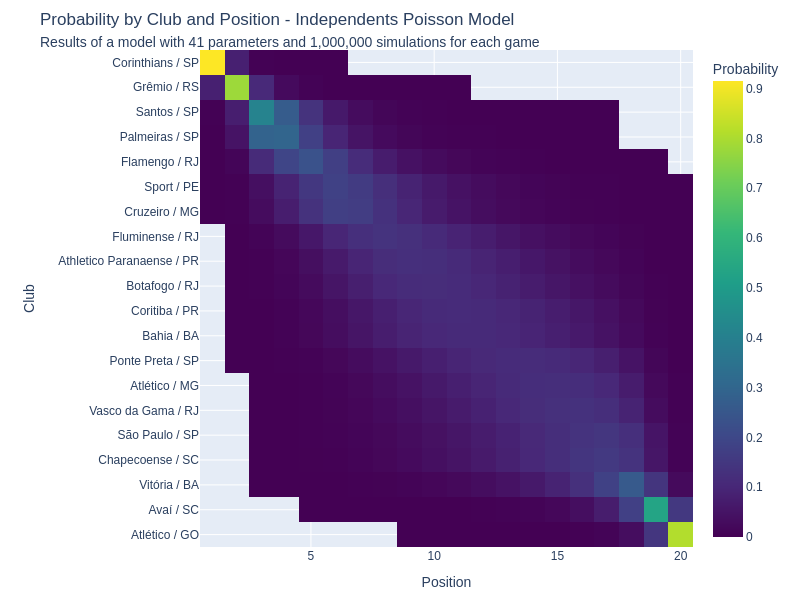 Probability by Club and Position - Independents Poisson Model
Results of a model with 41 parameters and 1,000,000 simulations for each game
Probability
Club
Corinthians / SP
Grêmio / RS
Santos / SP
Palmeiras / SP
Flamengo / RJ
Sport / PE
Cruzeiro / MG
Fluminense / RJ
Athletico Paranaense / PR
Botafogo / RJ
Coritiba / PR
Bahia / BA
Ponte Preta / SP
Atlético / MG
Vasco da Gama / RJ
São Paulo / SP
Chapecoense / SC
Vitória / BA
Avaí / SC
Atlético / GO
0.9
0.8
0.7
0.6
0.5
0.4
0.3
0.2
0.1
0
5 10 15 20
Position